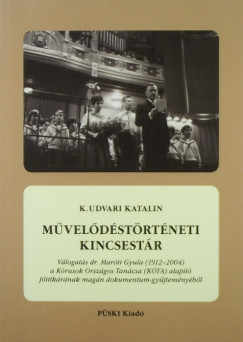 K. UDVARI KATALIN
MŰVELŐDÉSTÖRTÉNETI
KINCSESTÁR
Válogatás dr. Maróti Gyula (1912–2004)
a Kórusok Országos Tanácsa (KÓTA) alapító
főtitkárának magán dokumentum-gyűjteményéből
PÜSKI Kiadó